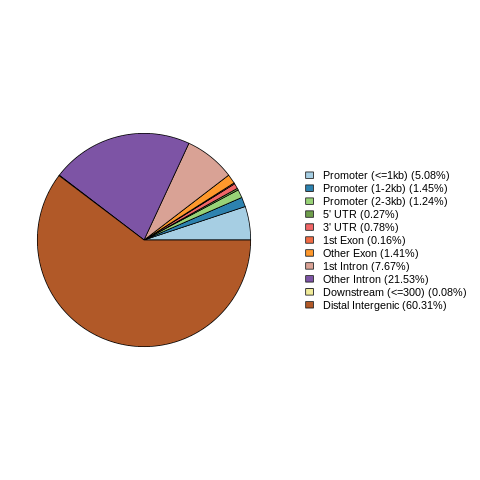 Promoter (<=1kb) (5.08%)
Promoter (1-2kb) (1.45%)
Promoter (2-3kb) (1.24%)
5' UTR (0.27%)
3' UTR (0.78%)
1st Exon (0.16%)
Other Exon (1.41%)
1st Intron (7.67%)
Other Intron (21.53%)
Downstream (<=300) (0.08%)
Distal Intergenic (60.31%)